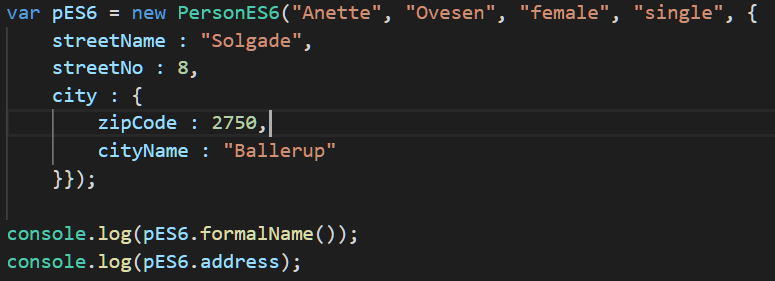 var pES6 = new PersonES6("Anette", "Ovesen", "female", "single", {
    streetName : "Solgade",
    streetNo : 8,
    city : {
        zipCode : 2750,
        cityName : "Ballerup"
    }});

console.log(pES6.formalName());
console.log(pES6.address);